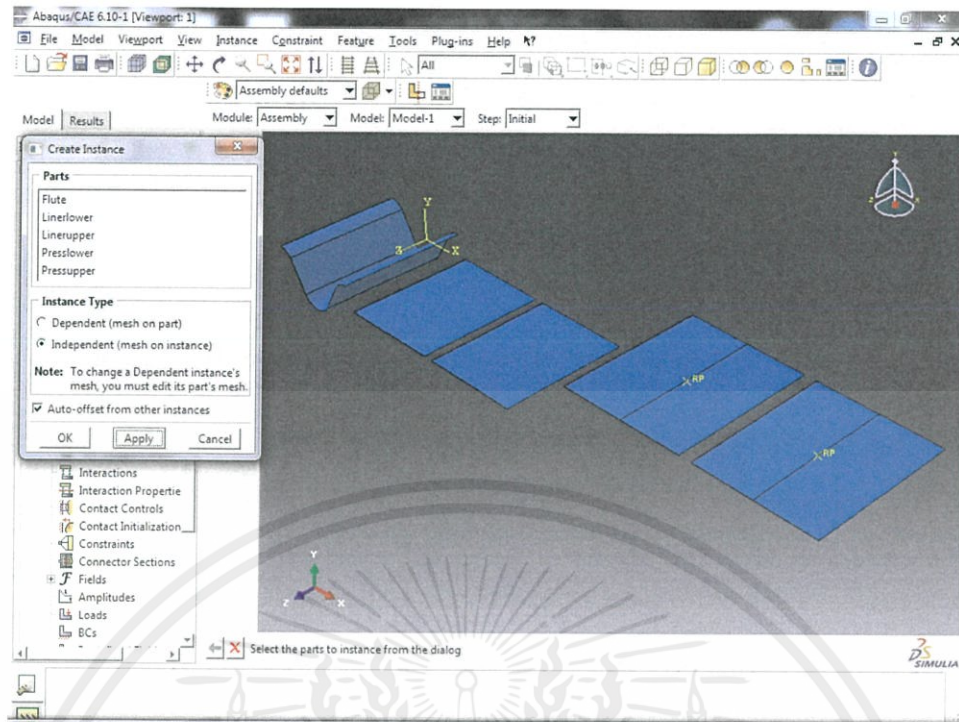 Abaqus/CAE 6.10-1 [Viewport: 1]
File Model Viewport View Instance Constraint Feature Tools Plug-ins Help
All
Assembly defaults
Model Results
Module: Assembly Model: Model-1 Step: Initial
Create Instance
Parts
Flute
Linerlower
Linerupper
Presslower
Pressupper
Instance Type
Dependent (mesh on part)
Independent (mesh on instance)
Note: To change a Dependent instance's
mesh, you must edit its part's mesh.
Auto-offset from other instances
OK Apply Cancel
Interactions
Interaction Propertie
Contact Controls
Contact Initialization
Constraints
Connector Sections
Fields
Amplitudes
Loads
BCs
Y
Z
X
RP
RP
Y
Z X
Y
Z X
Select the parts to instance from the dialog
SIMULIA